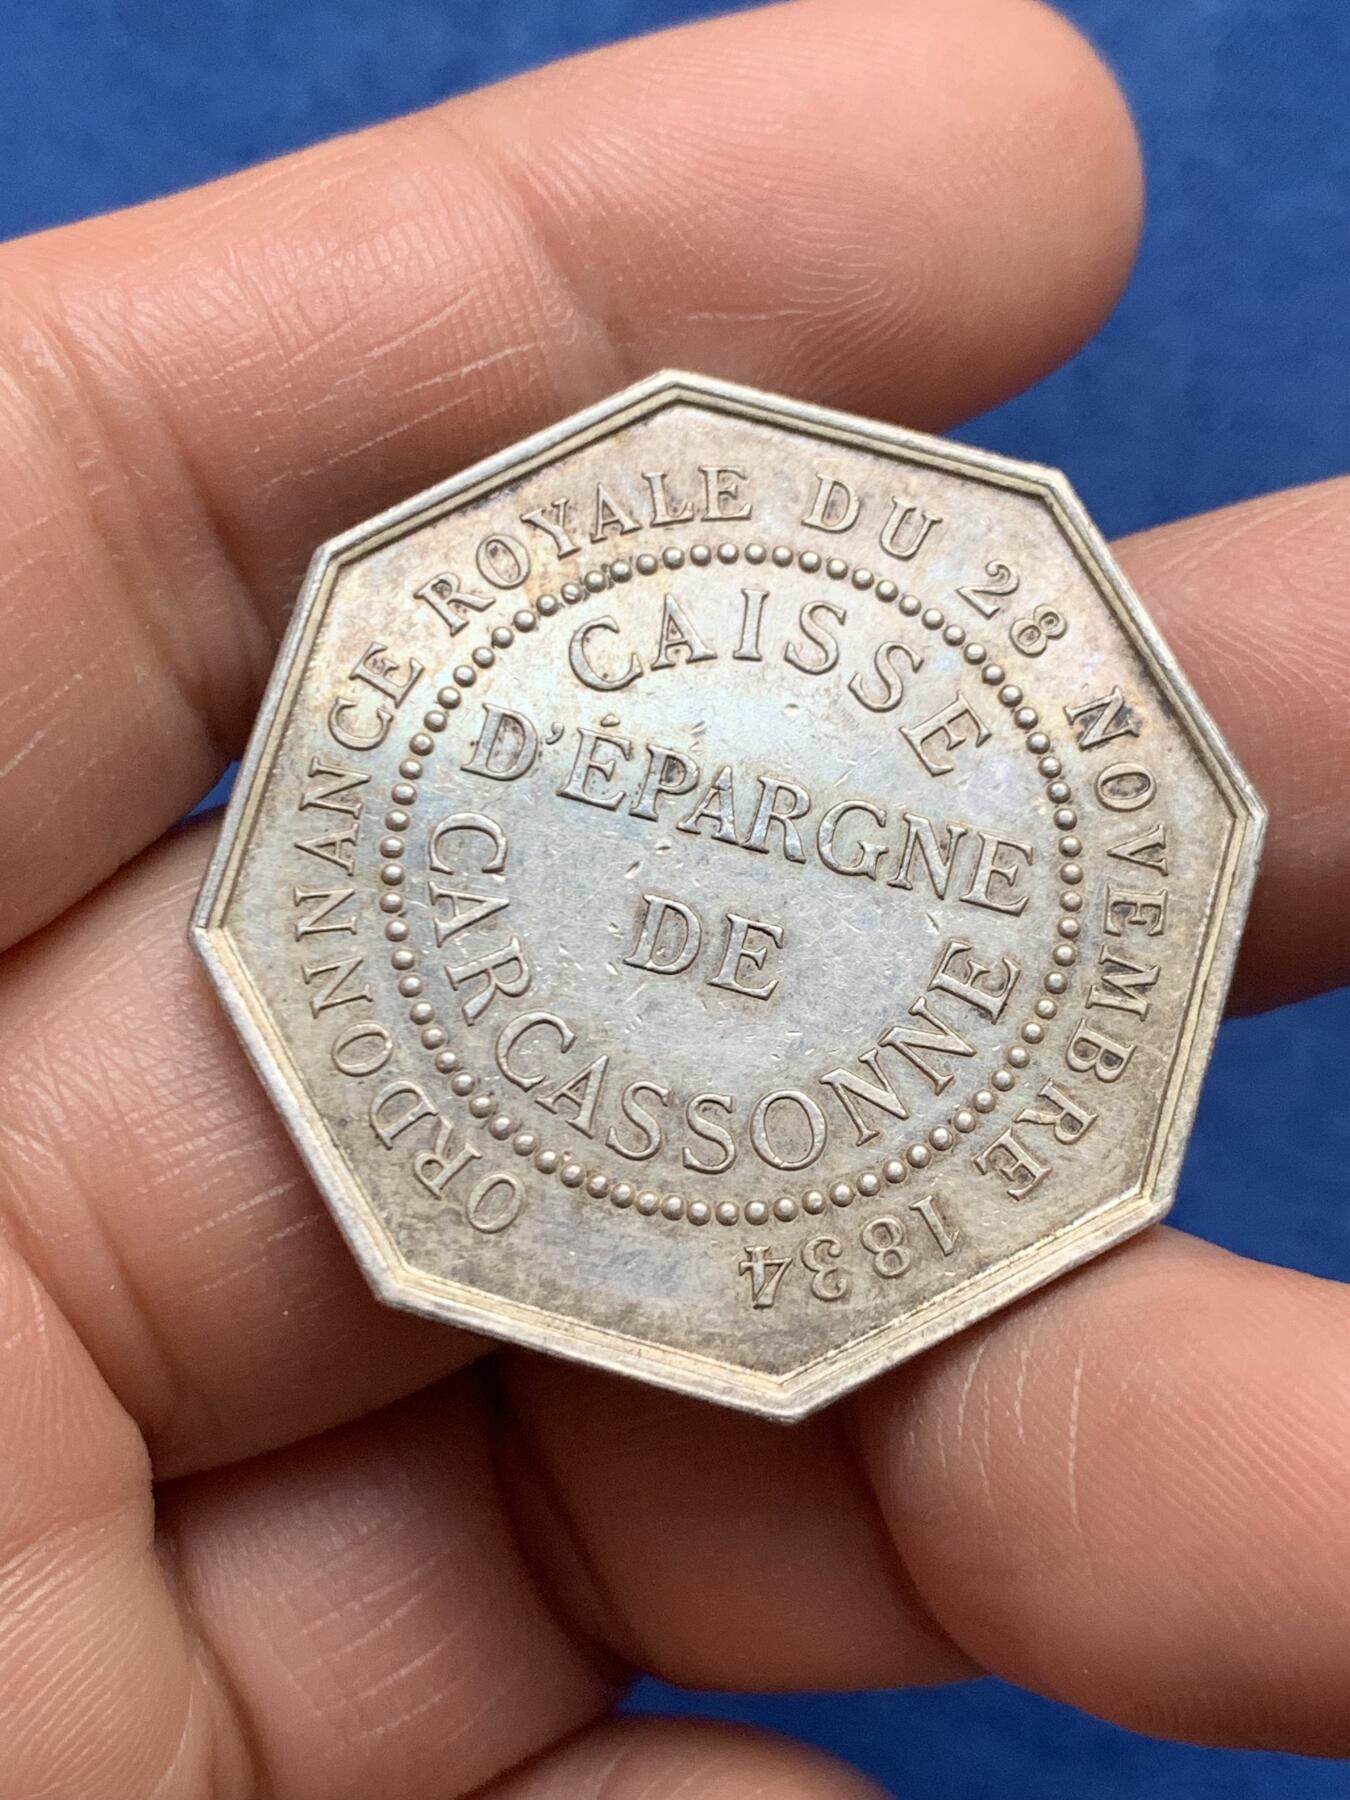 ORDONNANCE ROYALE DU 28 NOVEMBRE 1834
CAISSE
D'ÉPARGNE
DE
CARCASSONNE